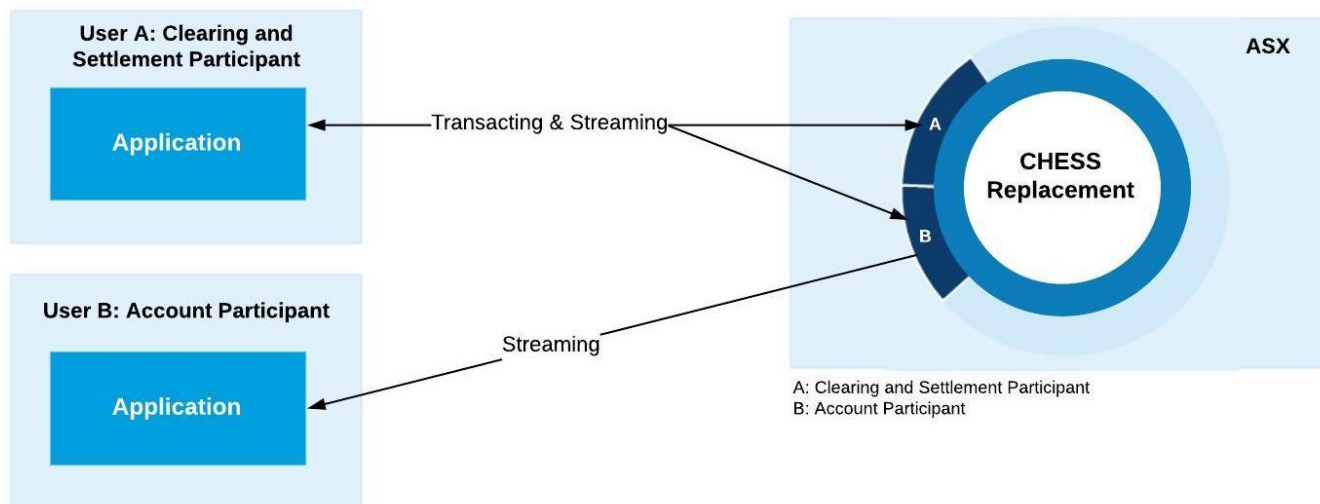 User A: Clearing and
Settlement Participant
Application
Transacting & Streaming
ASX
A
B
CHESS
Replacement
User B: Account Participant
Application
Streaming
A: Clearing and Settlement Participant
B: Account Participant